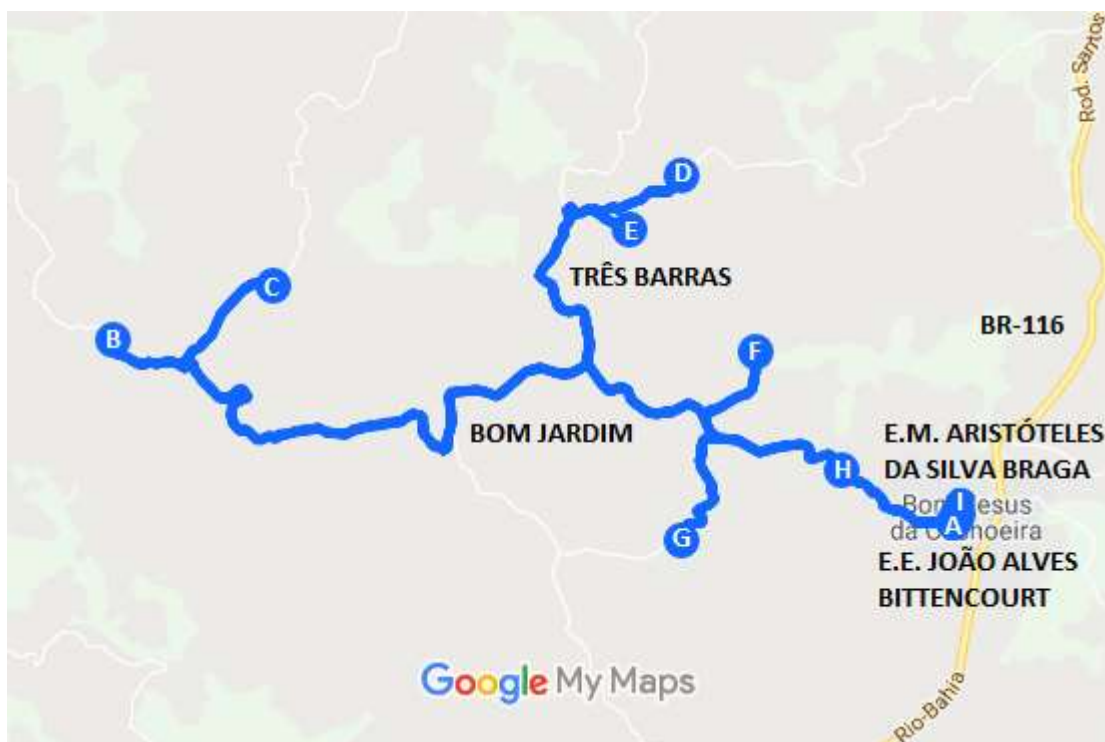 Rod. Santos
D
E
TRÊS BARRAS
C
B
BR-116
F
BOM JARDIM
E.M. ARISTÓTELES
DA SILVA BRAGA
H
I
A
G
E.E. JOÃO ALVES
BITTENCOURT
Google My Maps
Rio-Bahia